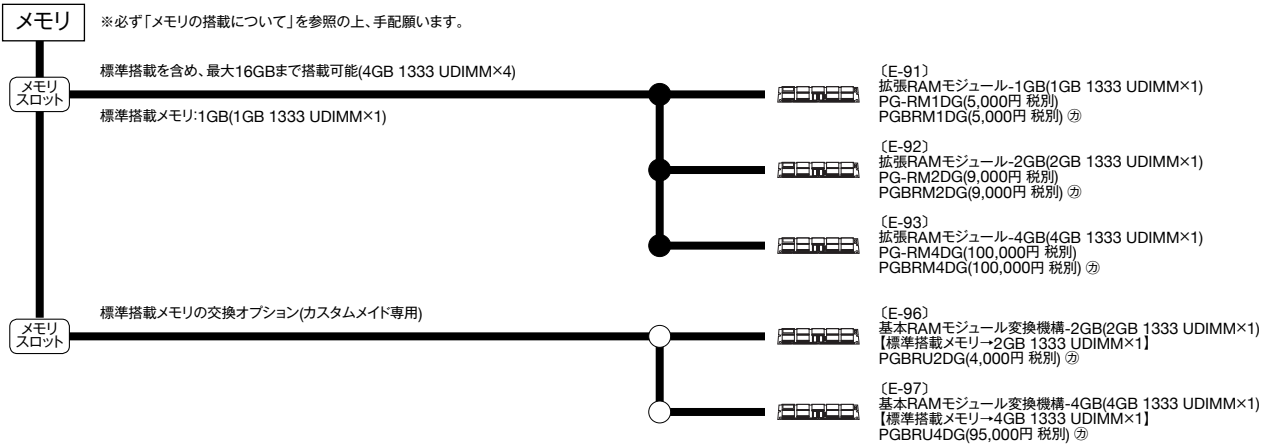 メモリ
※必ず「メモリの搭載について」を参照の上、手配願います。
メモリ
スロット
標準搭載を含め、最大16GBまで搭載可能(4GB 1333 UDIMM×4)
標準搭載メモリ:1GB(1GB 1333 UDIMM×1)
〔E-91〕
拡張RAMモジュール-1GB(1GB 1333 UDIMM×1)
PG-RM1DG(5,000円 税別)
PGBRM1DG(5,000円 税別) ㋕
〔E-92〕
拡張RAMモジュール-2GB(2GB 1333 UDIMM×1)
PG-RM2DG(9,000円 税別)
PGBRM2DG(9,000円 税別) ㋕
〔E-93〕
拡張RAMモジュール-4GB(4GB 1333 UDIMM×1)
PG-RM4DG(100,000円 税別)
PGBRM4DG(100,000円 税別) ㋕
メモリ
スロット
標準搭載メモリの交換オプション(カスタムメイド専用)
〔E-96〕
基本RAMモジュール変換機構-2GB(2GB 1333 UDIMM×1)
【標準搭載メモリ→2GB 1333 UDIMM×1】
PGBRU2DG(4,000円 税別) ㋕
〔E-97〕
基本RAMモジュール変換機構-4GB(4GB 1333 UDIMM×1)
【標準搭載メモリ→4GB 1333 UDIMM×1】
PGBRU4DG(95,000円 税別) ㋕